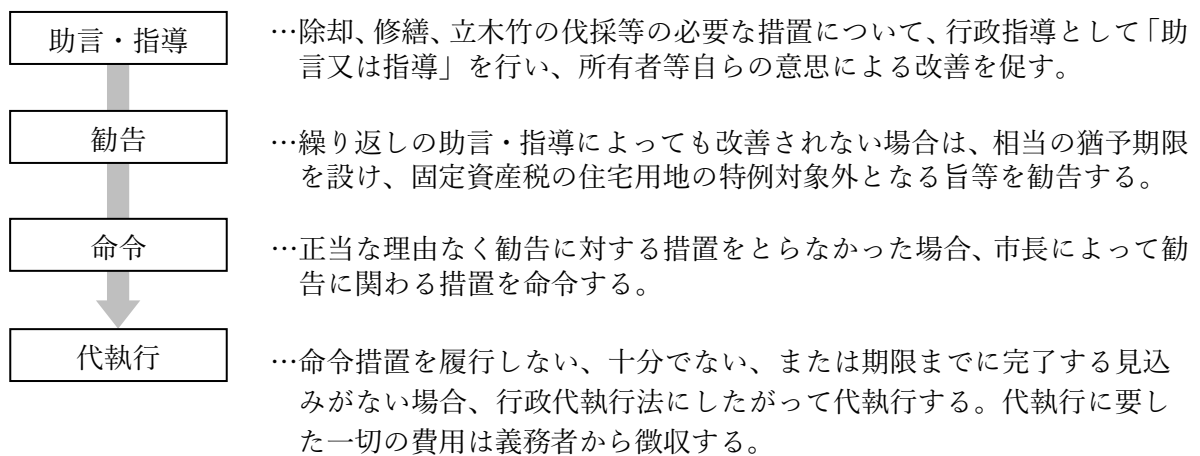 助言・指導
…除却、修繕、立木竹の伐採等の必要な措置について、行政指導として「助
言又は指導」を行い、所有者等自らの意思による改善を促す。
勧告
…繰り返しの助言・指導によっても改善されない場合は、相当の猶予期限
を設け、固定資産税の住宅用地の特例対象外となる旨等を勧告する。
命令
…正当な理由なく勧告に対する措置をとらなかった場合、市長によって勧
告に関わる措置を命令する。
代執行
…命令措置を履行しない、十分でない、または期限までに完了する見込
みがない場合、行政代執行法にしたがって代執行する。代執行に要し
た一切の費用は義務者から徴収する。